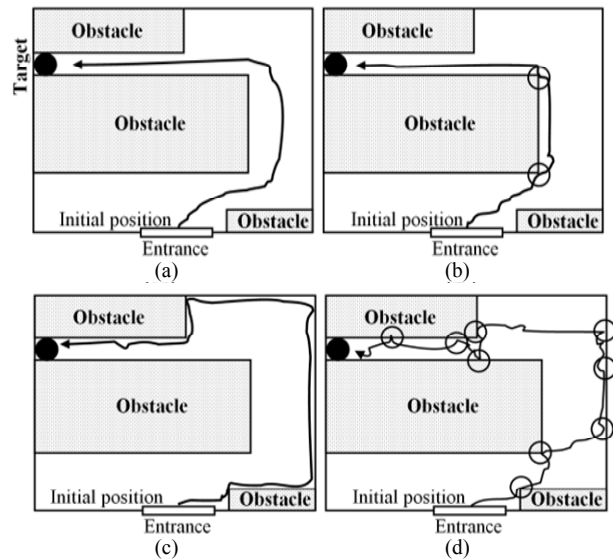 Obstacle
Target
Obstacle
Initial position
Obstacle
Entrance
(a)
Obstacle
Obstacle
Initial position
Obstacle
Entrance
(b)
Obstacle
Obstacle
Initial position
Obstacle
Entrance
(c)
Obstacle
Obstacle
Initial position
Obstacle
Entrance
(d)